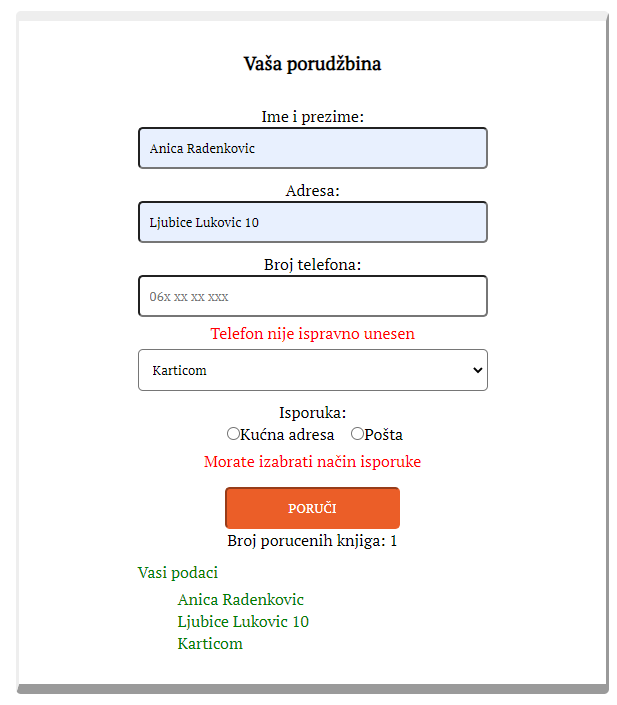 Vaša porudžbina
Ime i prezime:
Anica Radenkovic
Adresa:
Ljubice Lukovic 10
Broj telefona:
06x xx xx xxx
Telefon nije ispravno unesen
Karticom
Isporuka:
Kućna adresa Pošta
Morate izabrati način isporuke
PORUČI
Broj porucenih knjiga: 1
Vasi podaci
Anica Radenkovic
Ljubice Lukovic 10
Karticom